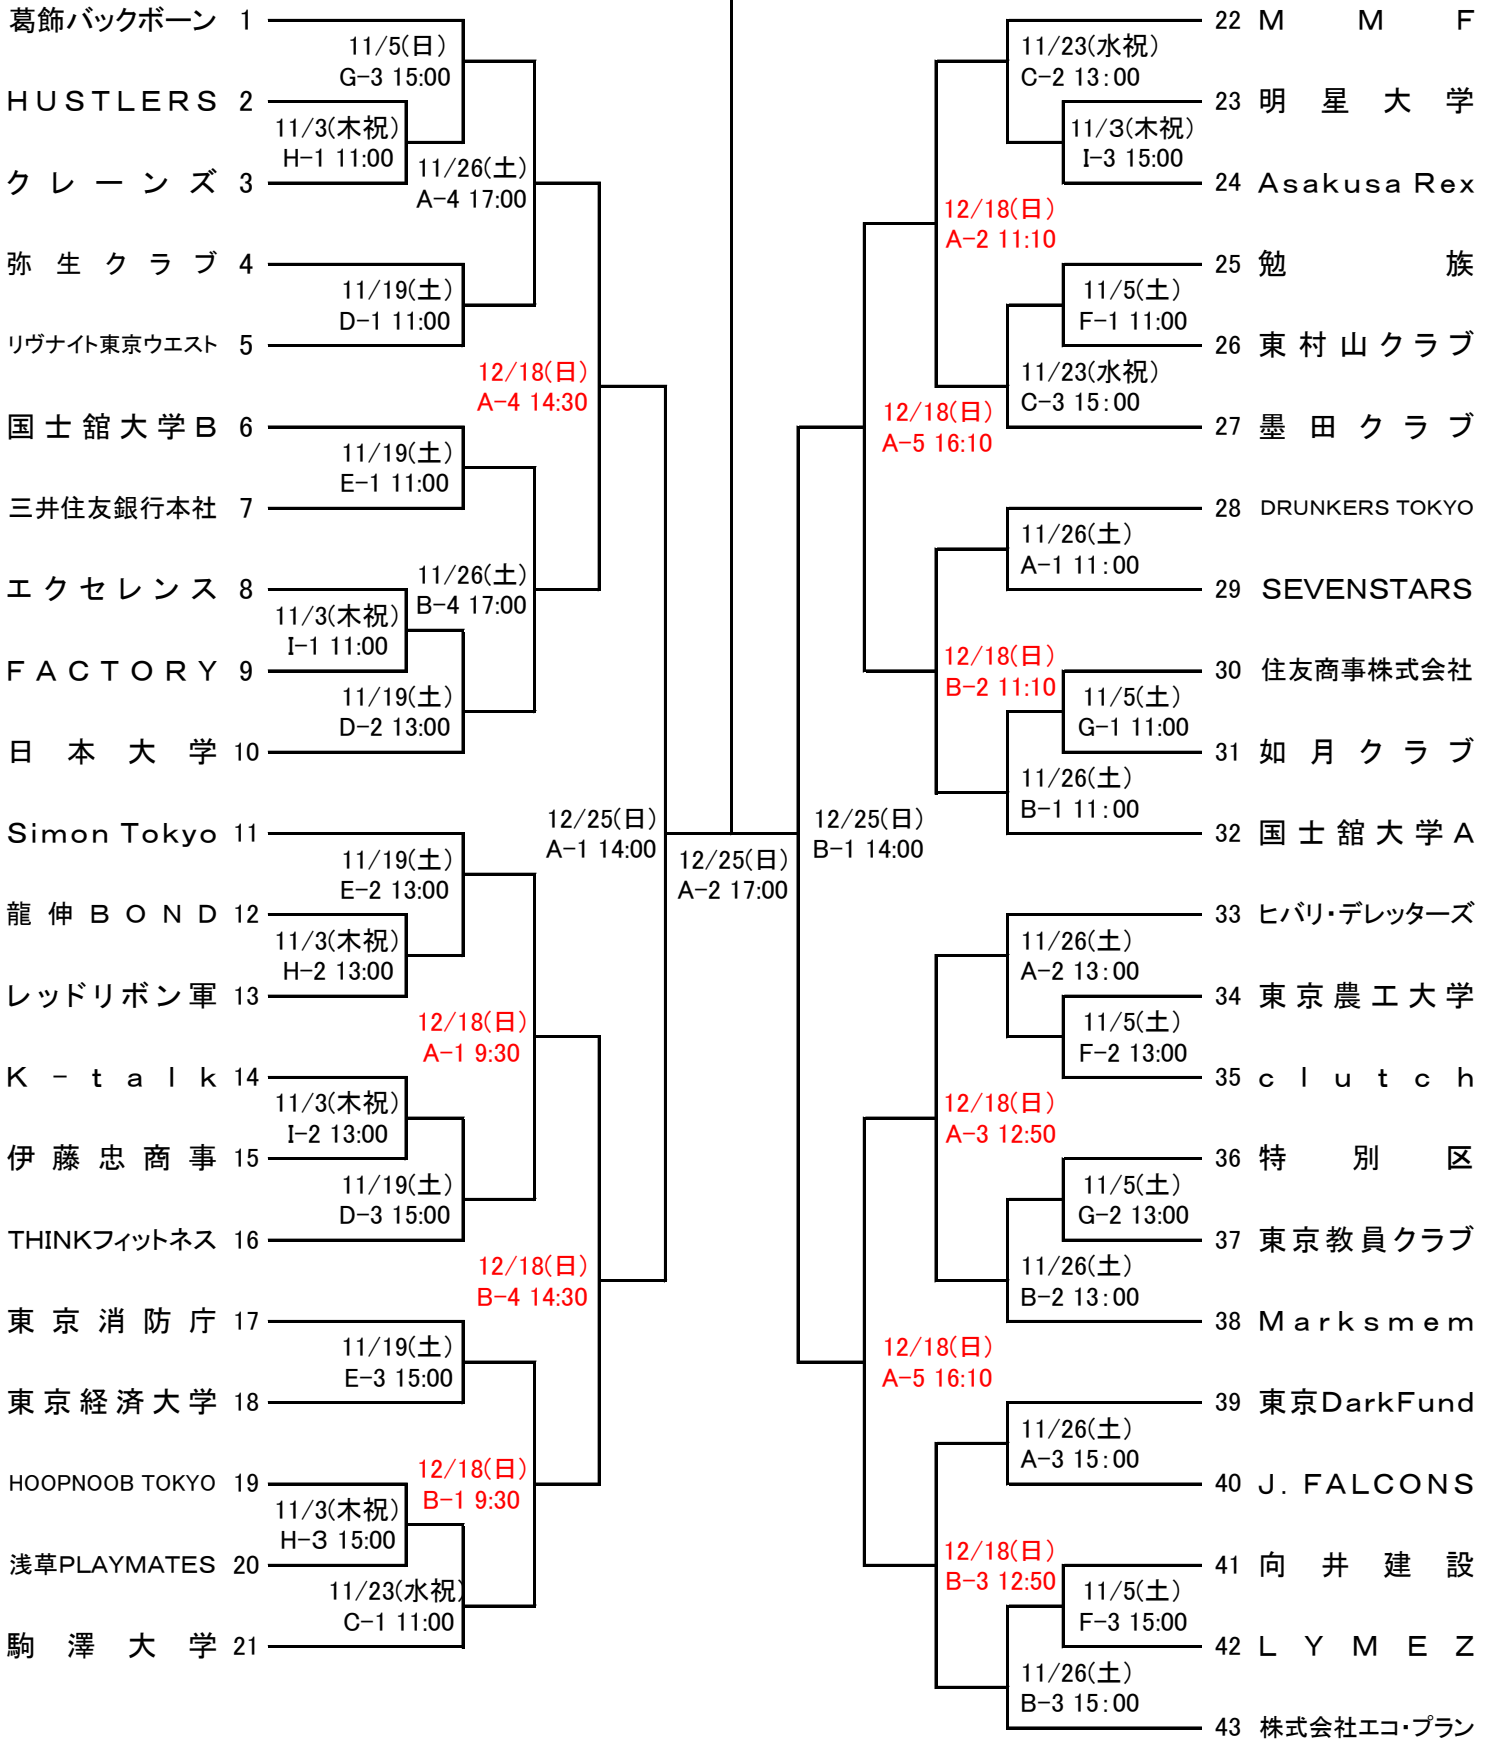 葛飾バックボーン 1
11/5(日)
G-3 15:00
HUSTLERS 2
11/3(木祝)
H-1 11:00
クレーンズ 3
11/26(土)
A-4 17:00
弥生クラブ 4
11/19(土)
D-1 11:00
リヴナイト東京ウエスト 5
12/18(日)
A-4 14:30
国士舘大学B 6
11/19(土)
E-1 11:00
三井住友銀行本社 7
11/26(土)
B-4 17:00
エクセレンス 8
11/3(木祝)
I-1 11:00
FACTORY 9
11/19(土)
D-2 13:00
日本大学 10
12/25(日)
A-1 14:00
Simon Tokyo 11
11/19(土)
E-2 13:00
龍伸BOND 12
11/3(木祝)
H-2 13:00
レッドリボン軍 13
12/18(日)
A-1 9:30
K-talk 14
11/3(木祝)
I-2 13:00
伊藤忠商事 15
11/19(土)
D-3 15:00
THINKフィットネス 16
12/18(日)
B-4 14:30
東京消防庁 17
11/19(土)
E-3 15:00
東京経済大学 18
12/18(日)
B-1 9:30
HOOPNOOB TOKYO 19
11/3(木祝)
H-3 15:00
浅草PLAYMATES 20
11/23(水祝)
C-1 11:00
駒澤大学 21
12/25(日)
A-2 17:00
22 MMF
11/23(水祝)
C-2 13:00
23 明星大学
11/3(木祝)
I-3 15:00
24 Asakusa Rex
12/18(日)
A-2 11:10
25 勉族
11/5(土)
F-1 11:00
26 東村山クラブ
11/23(水祝)
C-3 15:00
27 墨田クラブ
12/18(日)
A-5 16:10
28 DRUNKERS TOKYO
11/26(土)
A-1 11:00
29 SEVENSTARS
12/18(日)
B-2 11:10
30 住友商事株式会社
11/5(土)
G-1 11:00
31 如月クラブ
11/26(土)
B-1 11:00
32 国士舘大学A
12/25(日)
B-1 14:00
33 ヒバリ・デレッターズ
11/26(土)
A-2 13:00
34 東京農工大学
11/5(土)
F-2 13:00
35 clutch
12/18(日)
A-3 12:50
36 特別区
11/5(土)
G-2 13:00
37 東京教員クラブ
11/26(土)
B-2 13:00
38 Marksmem
12/18(日)
A-5 16:10
39 東京DarkFund
11/26(土)
A-3 15:00
40 J. FALCONS
12/18(日)
B-3 12:50
41 向井建設
11/5(土)
F-3 15:00
42 LYMEZ
11/26(土)
B-3 15:00
43 株式会社エコ・プラン